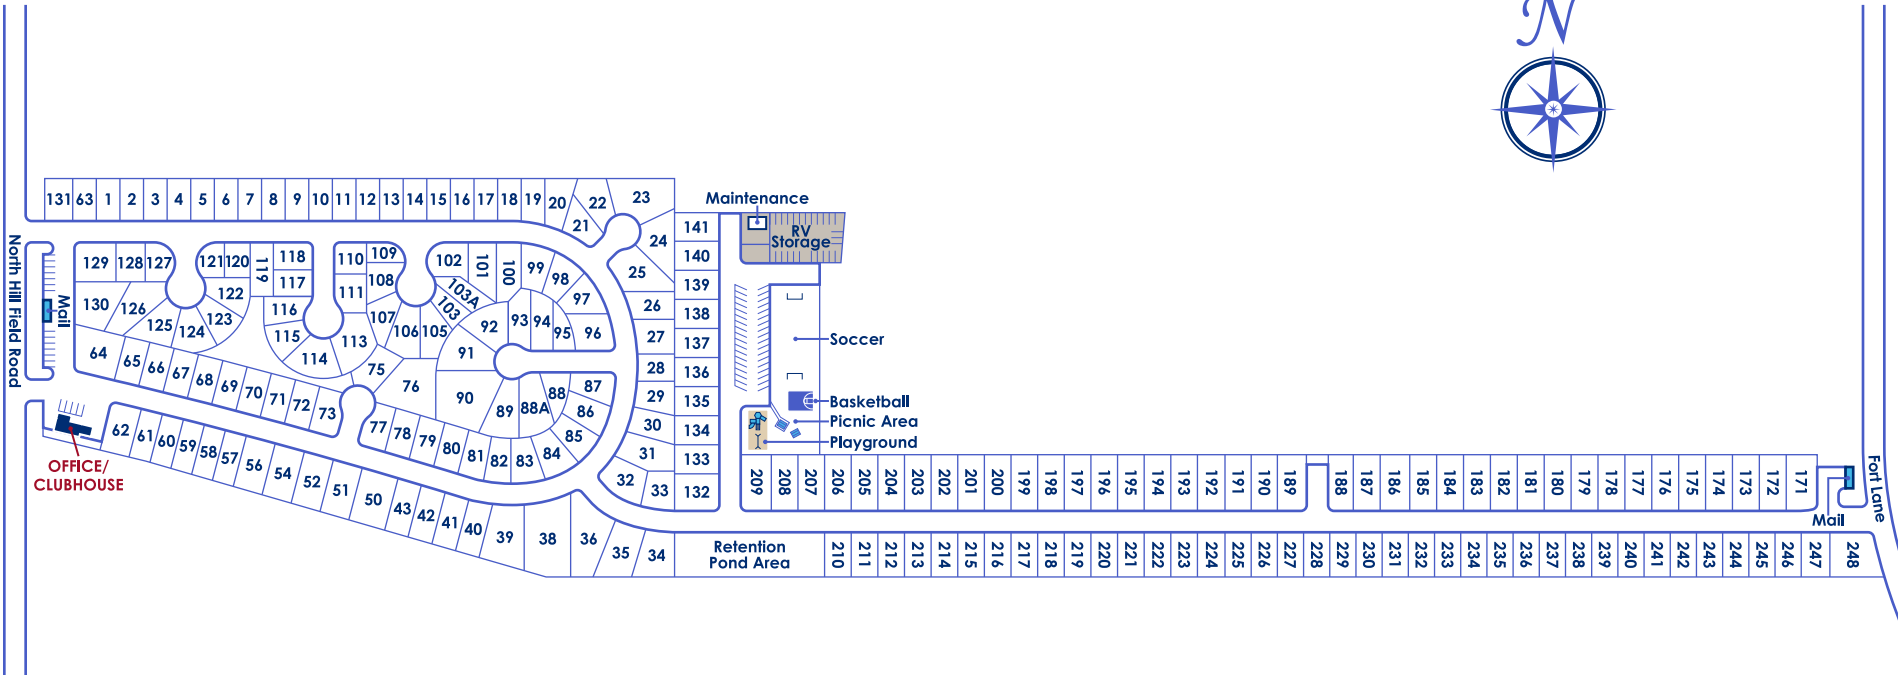 N
131 63 1 2 3 4 5 6 7 8 9 10 11 12 13 14 15 16 17 18 19 20 21 22 23
24
25
26
27
28
29
30
31
32
33
141
140
139
138
137
136
135
134
133
132
Maintenance
RV
Storage
Soccer
Basketball
Picnic Area
Playground
North Hill Field Road
Mail
OFFICE/
CLUBHOUSE
129 128 127
130 126 125 124 123 122
121 120 119 118
117
116
115
114
113
110 109
111 108
107 106 105
102 101 100 99 98 97 96
103A
103
92 93 94 95
91
90 89 88A 88 87
86
85
84
64 65 66 67 68 69 70 71 72 73
75 76
77 78 79 80 81 82 83
62 61 60 59 58 57 56 54 52 51 50 43 42 41 40 39 38 36 35 34
209 208 207 206 205 204 203 202 201 200 199 198 197 196 195 194 193 192 191 190 189 188 187 186 185 184 183 182 181 180 179 178 177 176 175 174 173 172 171
Mail
Fort Lane
Retention
Pond Area
210 211 212 213 214 215 216 217 218 219 220 221 222 223 224 225 226 227 228 229 230 231 232 233 234 235 236 237 238 239 240 241 242 243 244 245 246 247 248